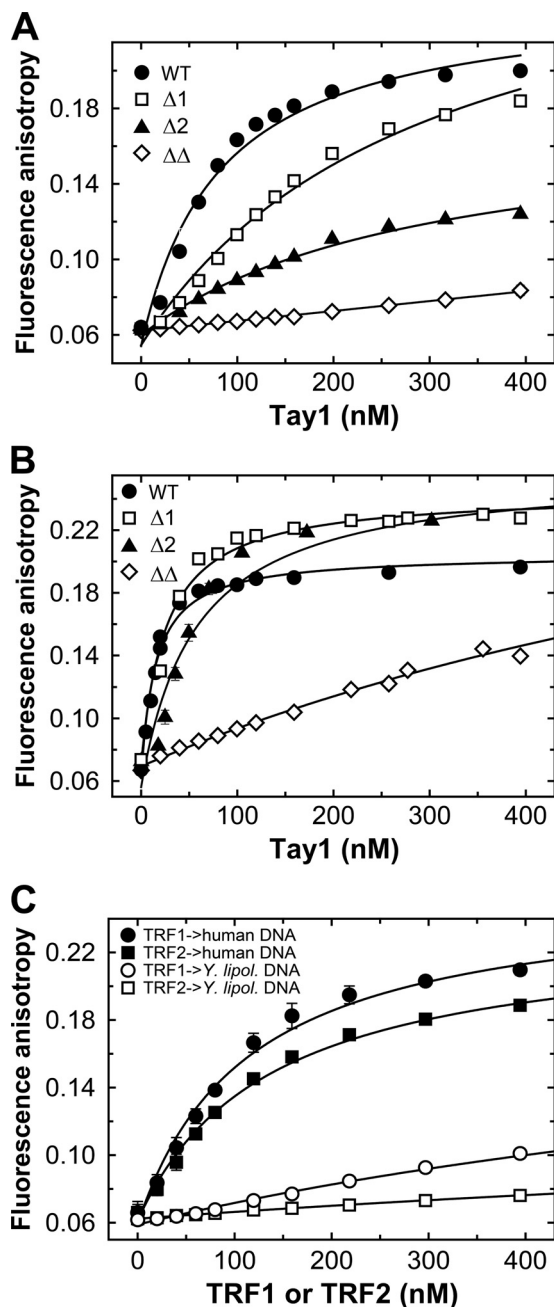 A
WT
Δ1
Δ2
ΔΔ
0.18
0.14
0.10
0.06
Fluorescence anisotropy
0 100 200 300 400
Tay1 (nM)
B
WT
Δ1
Δ2
ΔΔ
0.22
0.18
0.14
0.10
0.06
Fluorescence anisotropy
0 100 200 300 400
Tay1 (nM)
C
TRF1->human DNA
TRF2->human DNA
TRF1->Y. lipol. DNA
TRF2->Y. lipol. DNA
0.22
0.18
0.14
0.10
0.06
Fluorescence anisotropy
0 100 200 300 400
TRF1 or TRF2 (nM)